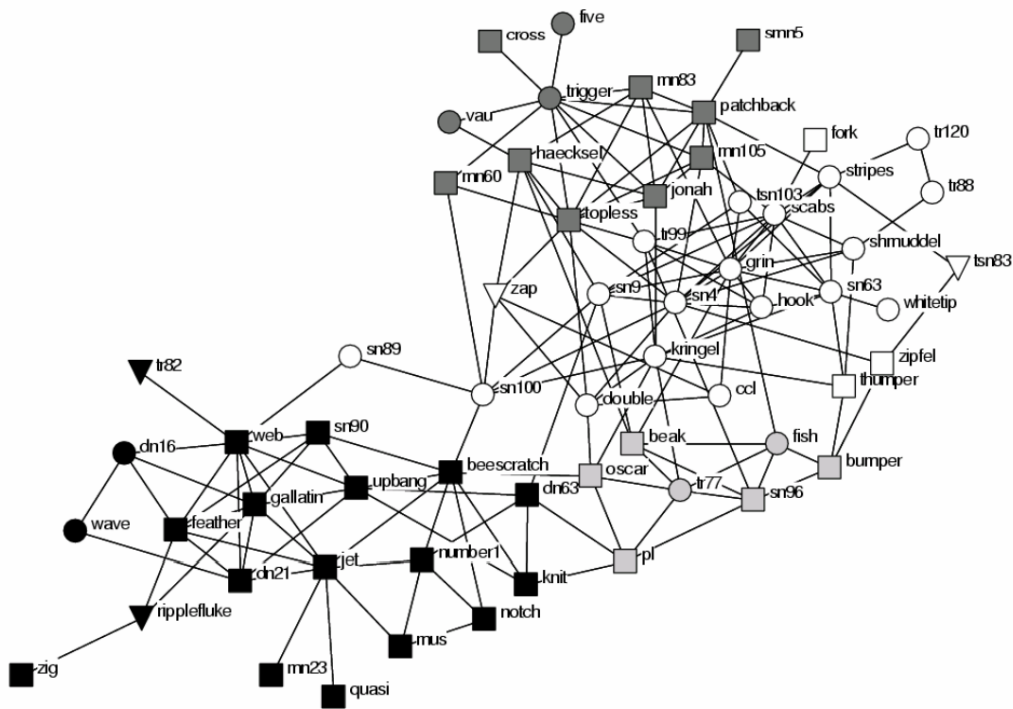 five
cross
smn5
mn83
trigger
patchback
vau
fork
tr120
haecksel
mn105
stripes
mn60
jonah
tsn103
tr88
scabs
topless
tr99
shmuddel
grin
tsn83
zap
sn9
sn4
hook
sn63
whitetip
sn89
kringel
zipfel
tr82
thumper
sn100
double
ccl
sn90
web
beak
fish
dn16
beescratch
oscar
bumper
upbang
tr77
gallatin
dn63
sn96
wave
feather
number1
pl
jet
dn21
knit
ripplefluke
notch
mus
zig
mn23
quasi